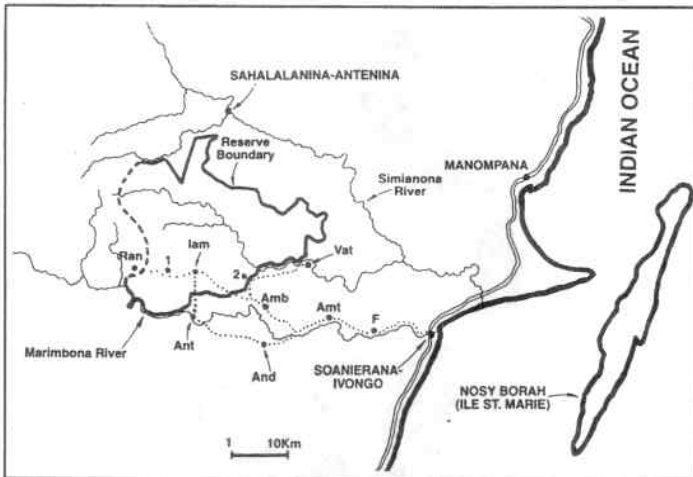 SAHALALANINA-ANTENINA
Reserve
Boundary
INDIAN OCEAN
MANOMPANA
Simianona
River
Ran
1
Iam
2
Vat
Amb
Amt
F
Marimbona River
Ant
And
SOANIERANA-
IVONGO
NOSY BORAH
(ILE ST. MARIE)
1 10Km